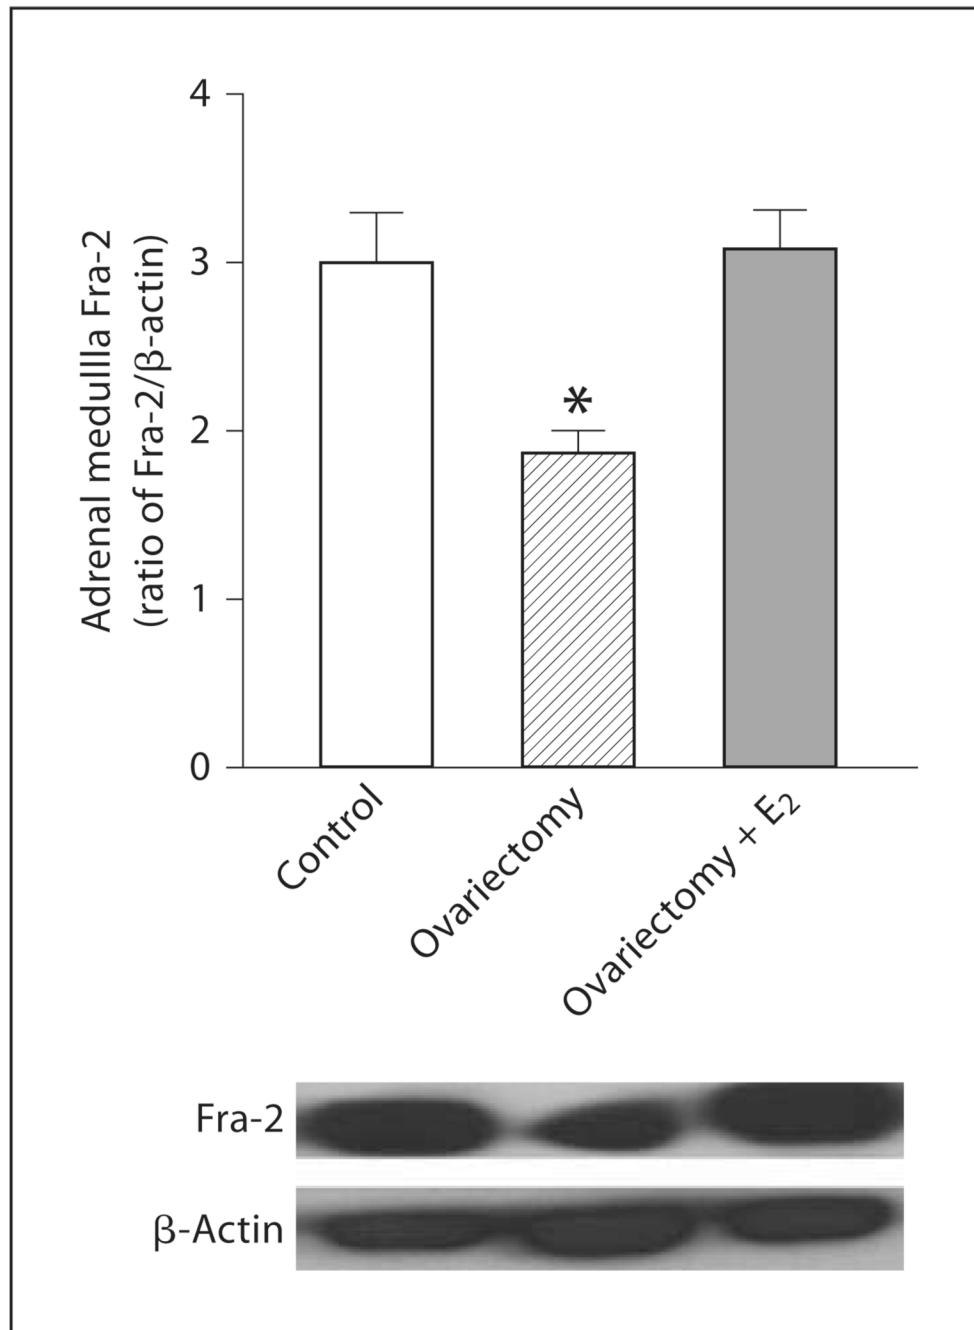 4
3
2
1
0
Adrenal medullla Fra-2
(ratio of Fra-2/β-actin)
*
Control
Ovariectomy
Ovariectomy + E₂
Fra-2
β-Actin